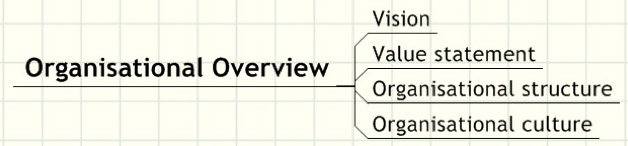 Organisational Overview
Vision
Value statement
Organisational structure
Organisational culture